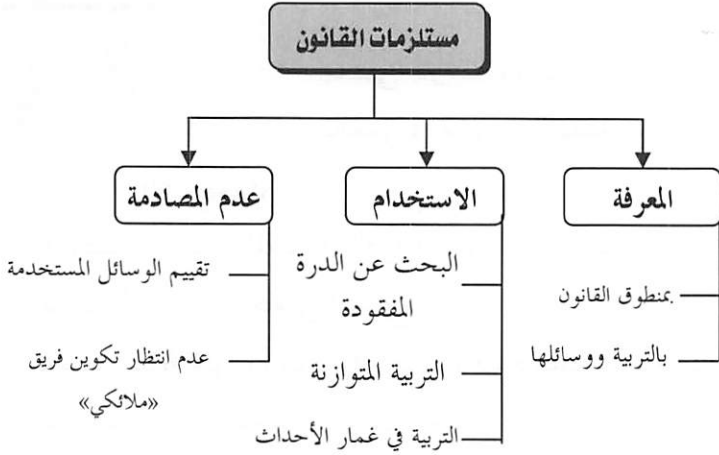 مستلزمات القانون
المعرفة
بمنطوق القانون
بالتربية ووسائلها
الاستخدام
البحث عن الدرة
المفقودة
التربية المتوازنة
التربية في غمار الأحداث
عدم المصادمة
تقييم الوسائل المستخدمة
عدم انتظار تكوين فريق
«ملائكي»